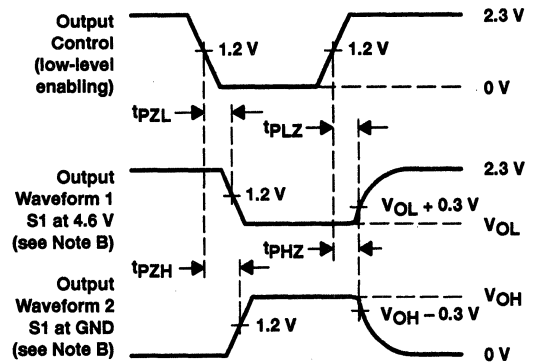 Output
Control
(low-level
enabling)
2.3 V
1.2 V
1.2 V
0 V
tPZL
tPLZ
Output
Waveform 1
S1 at 4.6 V
(see Note B)
2.3 V
1.2 V
VOL + 0.3 V
VOL
tPZH
tPHZ
Output
Waveform 2
S1 at GND
(see Note B)
VOH
1.2 V
VOH – 0.3 V
0 V